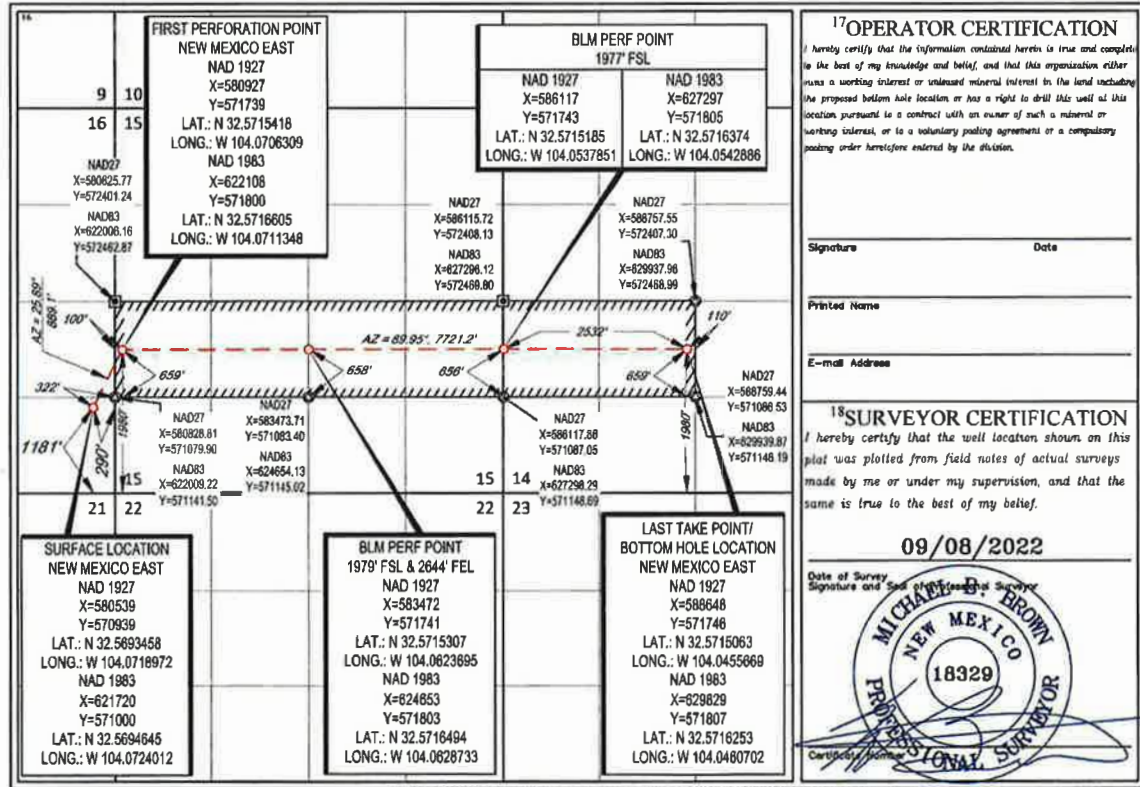 16
FIRST PERFORATION POINT
NEW MEXICO EAST
NAD 1927
X=580927
Y=571739
LAT.: N 32.5715418
LONG.: W 104.0706309
NAD 1983
X=622108
Y=571800
LAT.: N 32.5716605
LONG.: W 104.0711348
BLM PERF POINT
1977' FSL
NAD 1927
X=586117
Y=571743
LAT.: N 32.5715185
LONG.: W 104.0537851
NAD 1983
X=627297
Y=571805
LAT.: N 32.5716374
LONG.: W 104.0542886
9 10
16 15
NAD27
X=580825.77
Y=572401.24
NAD83
X=622006.16
Y=572462.87
NAD27
X=586115.72
Y=572408.13
NAD83
X=627296.12
Y=572469.80
NAD27
X=588757.55
Y=572407.30
NAD83
X=629937.96
Y=572468.99
AZ = 25.89°
889.1'
100'
AZ = 89.95°, 7721.2'
2532'
110'
322'
659'
658'
656'
659'
1181'
290'
1980'
1980'
NAD27
X=580828.81
Y=571079.90
NAD83
X=622009.22
Y=571141.50
NAD27
X=583473.71
Y=571083.40
NAD83
X=624654.13
Y=571145.02
NAD27
X=586117.88
Y=571087.05
NAD83
X=627298.29
Y=571148.69
NAD27
X=588759.44
Y=571086.53
NAD83
X=629939.87
Y=571148.19
15
21 22
15 14
22 23
SURFACE LOCATION
NEW MEXICO EAST
NAD 1927
X=580539
Y=570939
LAT.: N 32.5693458
LONG.: W 104.0718972
NAD 1983
X=621720
Y=571000
LAT.: N 32.5694645
LONG.: W 104.0724012
BLM PERF POINT
1979' FSL & 2644' FEL
NAD 1927
X=583472
Y=571741
LAT.: N 32.5715307
LONG.: W 104.0623695
NAD 1983
X=624653
Y=571803
LAT.: N 32.5716494
LONG.: W 104.0628733
LAST TAKE POINT/
BOTTOM HOLE LOCATION
NEW MEXICO EAST
NAD 1927
X=588648
Y=571746
LAT.: N 32.5715063
LONG.: W 104.0455669
NAD 1983
X=629829
Y=571807
LAT.: N 32.5716253
LONG.: W 104.0460702
17 OPERATOR CERTIFICATION
I hereby certify that the information contained herein is true and complete
to the best of my knowledge and belief, and that this organization either
owns a working interest or unleased mineral interest in the land including
the proposed bottom hole location or has a right to drill this well at this
location pursuant to a contract with an owner of such a mineral or
working interest, or to a voluntary pooling agreement or a compulsory
pooling order heretofore entered by the division.
Signature Date
Printed Name
E-mail Address
18 SURVEYOR CERTIFICATION
I hereby certify that the well location shown on this
plat was plotted from field notes of actual surveys
made by me or under my supervision, and that the
same is true to the best of my belief.
09/08/2022
Date of Survey
Signature and Seal of Professional Surveyor
MICHAEL B. BROWN
NEW MEXICO
18329
PROFESSIONAL SURVEYOR
Certificate Number